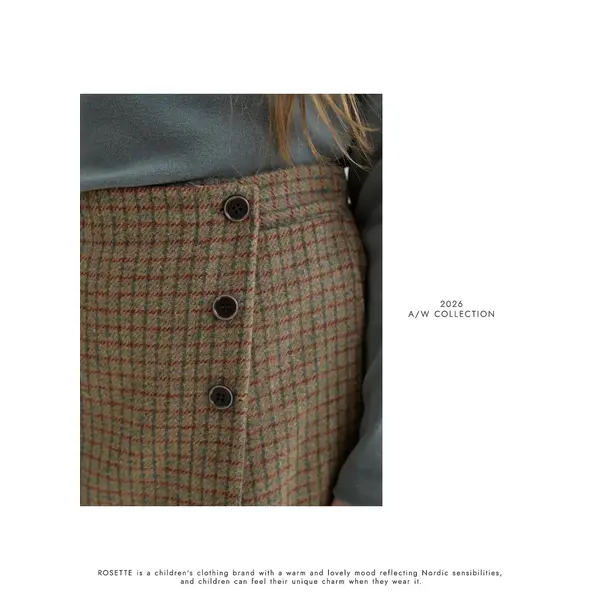 2026
A/W COLLECTION
ROSETTE is a children's clothing brand with a warm and lovely mood reflecting Nordic sensibilities,
and children can feel their unique charm when they wear it.